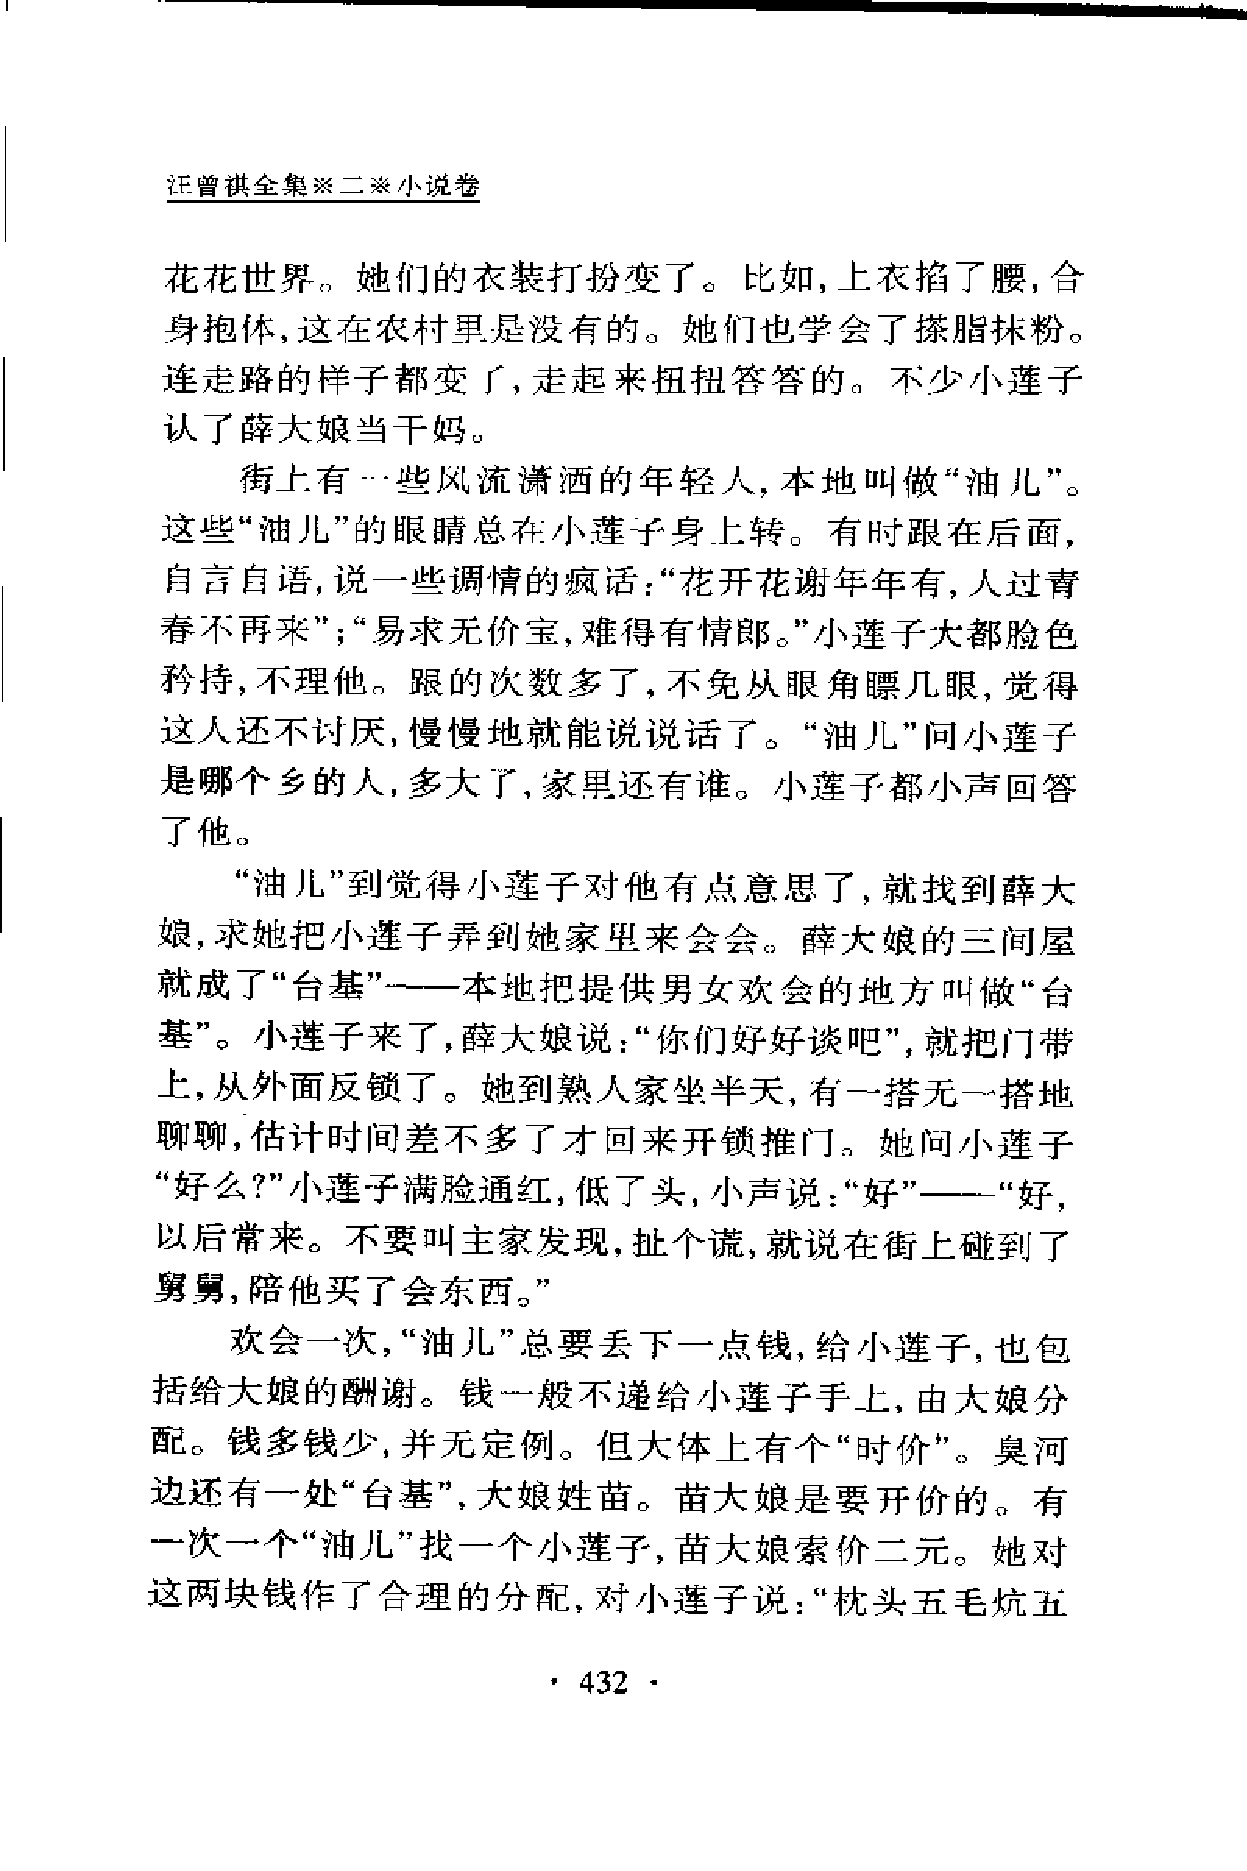 汪曾祺全集※二※小说卷
花花世界。她们的衣装打扮变了。比如,上衣掐了腰,合
身抱体,这在农村里是没有的。她们也学会了搽脂抹粉。
连走路的样子都变了,走起来扭扭答答的。不少小莲子
认了薛大娘当干妈。
街上有一些风流潇洒的年轻人,本地叫做“油儿”。
这些“油儿”的眼睛总在小莲子身上转。有时跟在后面,
自言自语,说一些调情的疯话:“花开花谢年年有,人过青
春不再来”;“易求无价宝,难得有情郎。”小莲子大都脸色
矜持,不理他。跟的次数多了,不免从眼角瞟几眼,觉得
这人还不讨厌,慢慢地就能说说话了。“油儿”问小莲子
是哪个乡的人,多大了,家里还有谁。小莲子都小声回答
了他。
“油儿”到觉得小莲子对他有点意思了,就找到薛大
娘,求她把小莲子弄到她家里来会会。薛大娘的三间屋
就成了“台基”——本地把提供男女欢会的地方叫做“台
基”。小莲子来了,薛大娘说:“你们好好谈吧”,就把门带
上,从外面反锁了。她到熟人家坐半天,有一搭无一搭地
聊聊,估计时间差不多了才回来开锁推门。她问小莲子
“好么?”小莲子满脸通红,低了头,小声说:“好”——“好,
以后常来。不要叫主家发现,扯个谎,就说在街上碰到了
舅舅,陪他买了会东西。”
欢会一次,“油儿”总要丢下一点钱,给小莲子,也包
括给大娘的酬谢。钱一般不递给小莲子手上,由大娘分
配。钱多钱少,并无定例。但大体上有个“时价”。臭河
边还有一处“台基”,大娘姓苗。苗大娘是要开价的。有
一次一个“油儿”找一个小莲子,苗大娘索价二元。她对
这两块钱作了合理的分配,对小莲子说:“枕头五毛炕五
· 432 ·